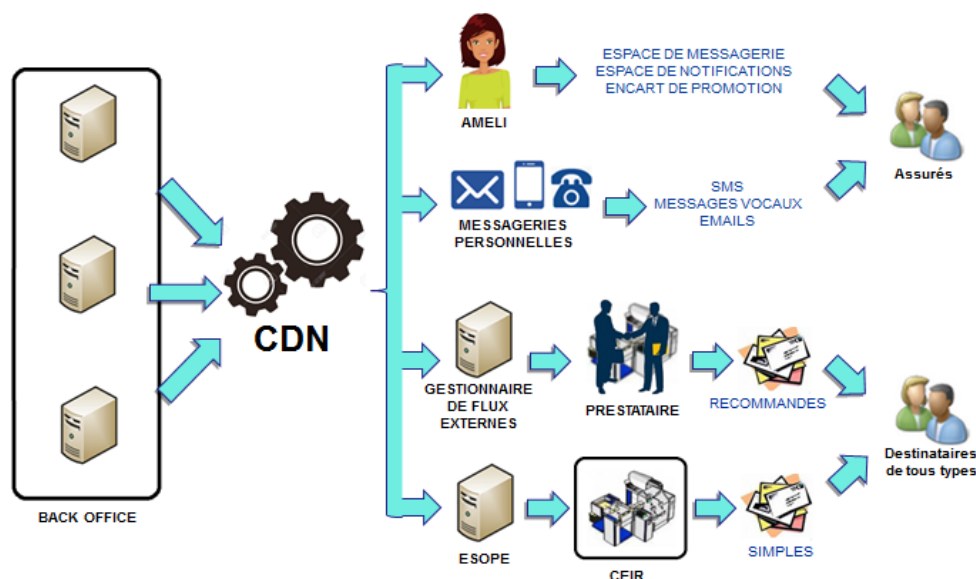 BACK OFFICE
CDN
AMELI
ESPACE DE MESSAGERIE
ESPACE DE NOTIFICATIONS
ENCART DE PROMOTION
Assurés
MESSAGERIES
PERSONNELLES
SMS
MESSAGES VOCAUX
EMAILS
GESTIONNAIRE
DE FLUX
EXTERNES
PRESTATAIRE
RECOMMANDES
Destinataires
de tous types
ESOPE
CEIR
SIMPLES